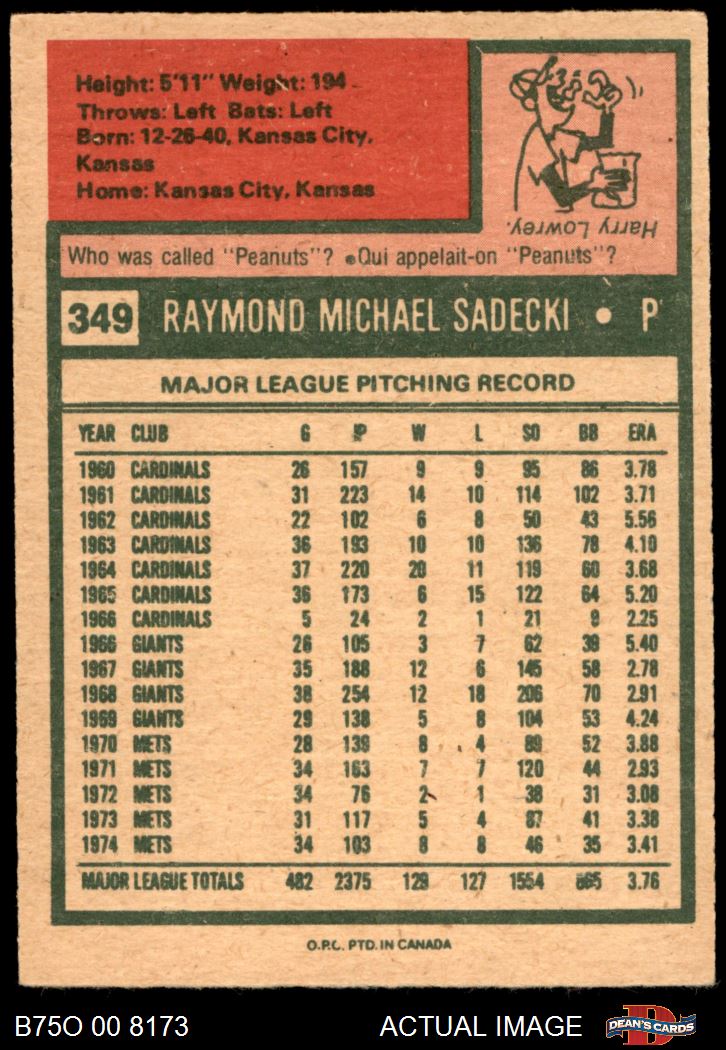 Height: 5'11" Weight: 194
Throws: Left Bats: Left
Born: 12-26-40, Kansas City,
Kansas
Home: Kansas City, Kansas
Harry Lowrey.
Who was called "Peanuts"? •Qui appelait-on "Peanuts"?
349 RAYMOND MICHAEL SADECKI • P
MAJOR LEAGUE PITCHING RECORD
YEAR CLUB G IP W L SO BB ERA
1960 CARDINALS 26 157 9 9 95 86 3.78
1961 CARDINALS 31 223 14 10 114 102 3.71
1962 CARDINALS 22 102 6 8 50 43 5.56
1963 CARDINALS 36 193 10 10 136 78 4.10
1964 CARDINALS 37 220 20 11 119 60 3.68
1965 CARDINALS 36 173 6 15 122 64 5.20
1966 CARDINALS 5 24 2 1 21 9 2.25
1966 GIANTS 26 105 3 7 62 39 5.40
1967 GIANTS 35 188 12 6 145 58 2.78
1968 GIANTS 38 254 12 18 206 70 2.91
1969 GIANTS 29 138 5 8 104 53 4.24
1970 METS 28 139 8 4 89 52 3.88
1971 METS 34 163 7 7 120 44 2.93
1972 METS 34 76 2 1 38 31 3.08
1973 METS 31 117 5 4 87 41 3.38
1974 METS 34 103 8 8 46 35 3.41
MAJOR LEAGUE TOTALS 482 2375 129 127 1554 865 3.76
O.P.C. PTD. IN CANADA
B75O 00 8173 ACTUAL IMAGE DEAN'S CARDS